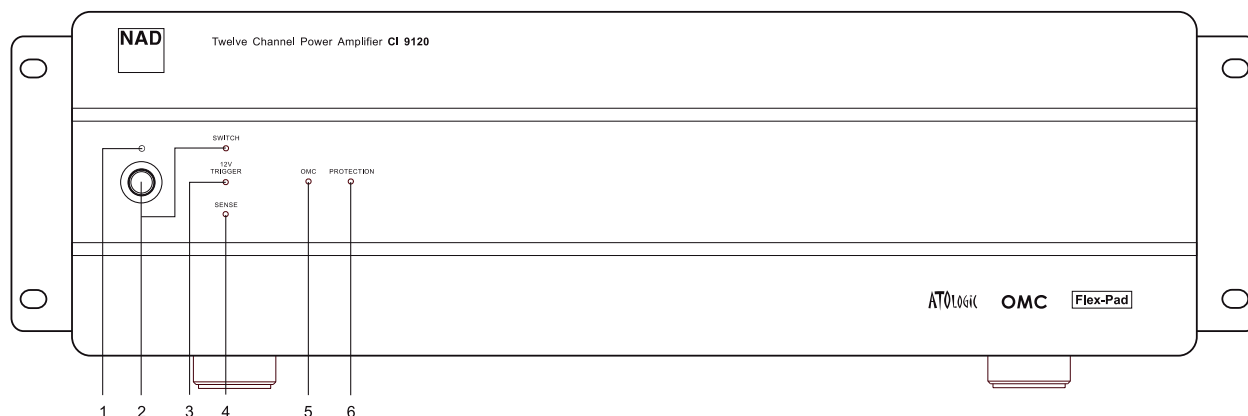 NAD
Twelve Channel Power Amplifier CI 9120
SWITCH
12V
TRIGGER
OMC
PROTECTION
SENSE
ATOLOGIC
OMC
Flex-Pad
1
2
3
4
5
6